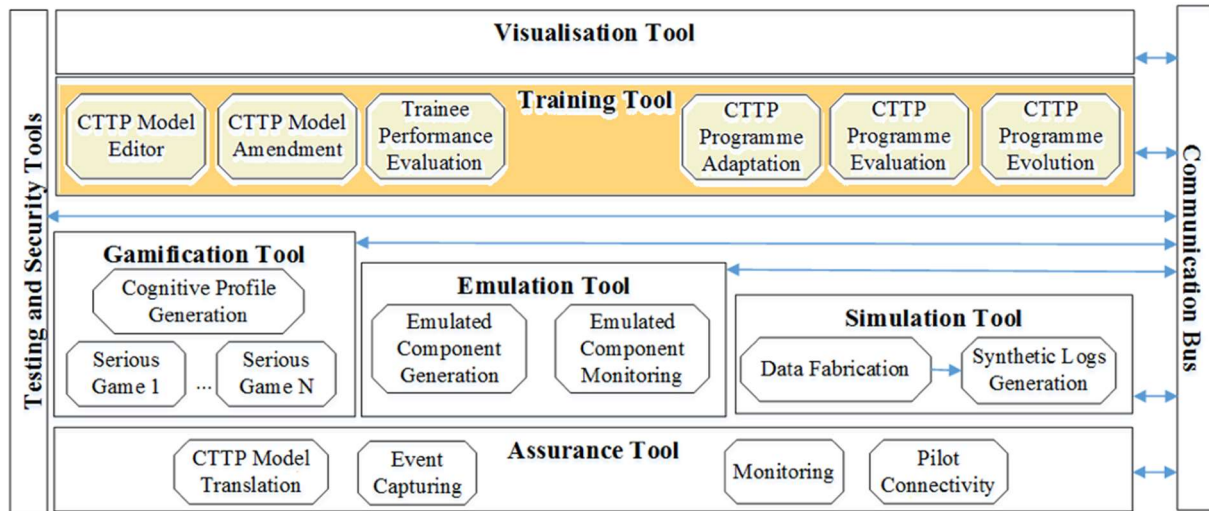 Testing and Security Tools
Visualisation Tool
Training Tool
CTTP Model
Editor
CTTP Model
Amendment
Trainee
Performance
Evaluation
CTTP
Programme
Adaptation
CTTP
Programme
Evaluation
CTTP
Programme
Evolution
Gamification Tool
Cognitive Profile
Generation
Serious
Game 1
...
Serious
Game N
Emulation Tool
Emulated
Component
Generation
Emulated
Component
Monitoring
Simulation Tool
Data Fabrication
Synthetic Logs
Generation
Assurance Tool
CTTP Model
Translation
Event
Capturing
Monitoring
Pilot
Connectivity
Communication Bus